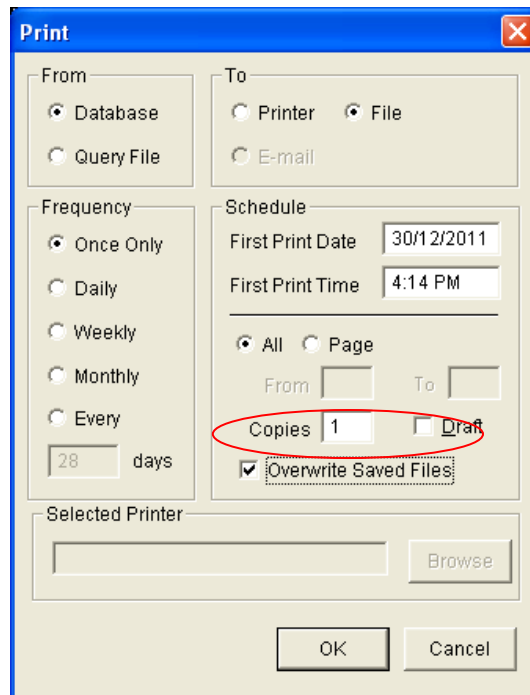 Print
From
Database
Query File
To
Printer File
E-mail
Frequency
Once Only
Daily
Weekly
Monthly
Every
28 days
Schedule
First Print Date 30/12/2011
First Print Time 4:14 PM
All Page
From To
Copies 1 Draft
Overwrite Saved Files
Selected Printer
Browse
OK Cancel